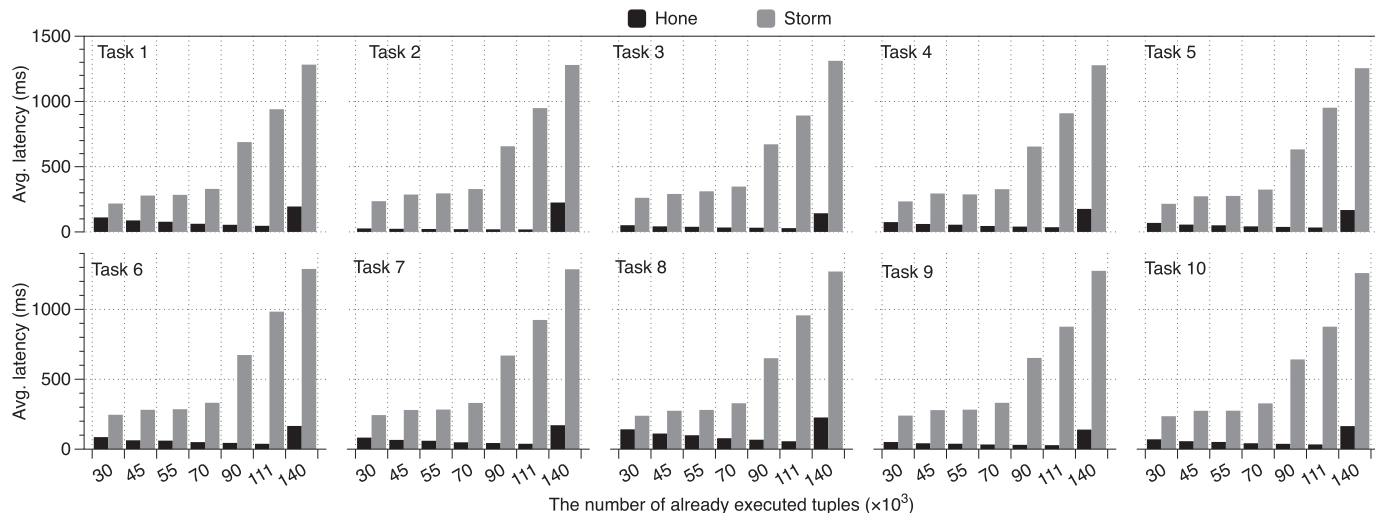 Hone Storm
Task 1 Task 2 Task 3 Task 4 Task 5
Avg. latency (ms)
1500
1000
500
0
Task 6 Task 7 Task 8 Task 9 Task 10
Avg. latency (ms)
1000
500
0
30 45 55 70 90 111 140 30 45 55 70 90 111 140 30 45 55 70 90 111 140 30 45 55 70 90 111 140 30 45 55 70 90 111 140
The number of already executed tuples (×10³)